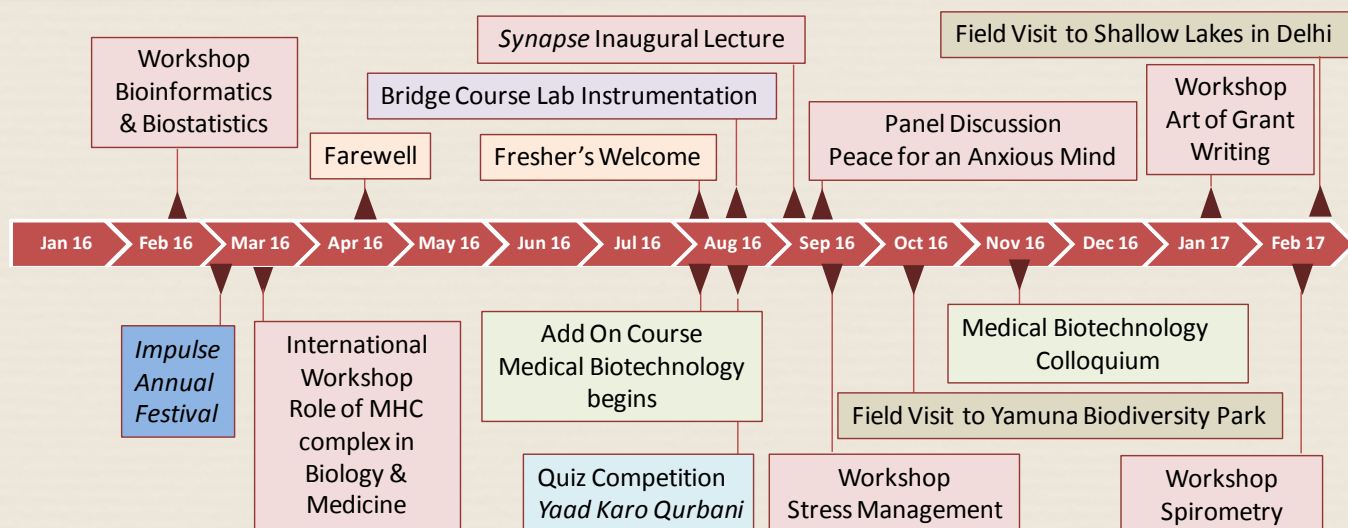 Synapse Inaugural Lecture
Field Visit to Shallow Lakes in Delhi
Workshop
Bioinformatics
& Biostatistics
Bridge Course Lab Instrumentation
Workshop
Art of Grant
Writing
Farewell
Fresher's Welcome
Panel Discussion
Peace for an Anxious Mind
Jan 16
Feb 16
Mar 16
Apr 16
May 16
Jun 16
Jul 16
Aug 16
Sep 16
Oct 16
Nov 16
Dec 16
Jan 17
Feb 17
Impulse
Annual
Festival
International
Workshop
Role of MHC
complex in
Biology &
Medicine
Add On Course
Medical Biotechnology
begins
Medical Biotechnology
Colloquium
Field Visit to Yamuna Biodiversity Park
Quiz Competition
Yaad Karo Qurbani
Workshop
Stress Management
Workshop
Spirometry